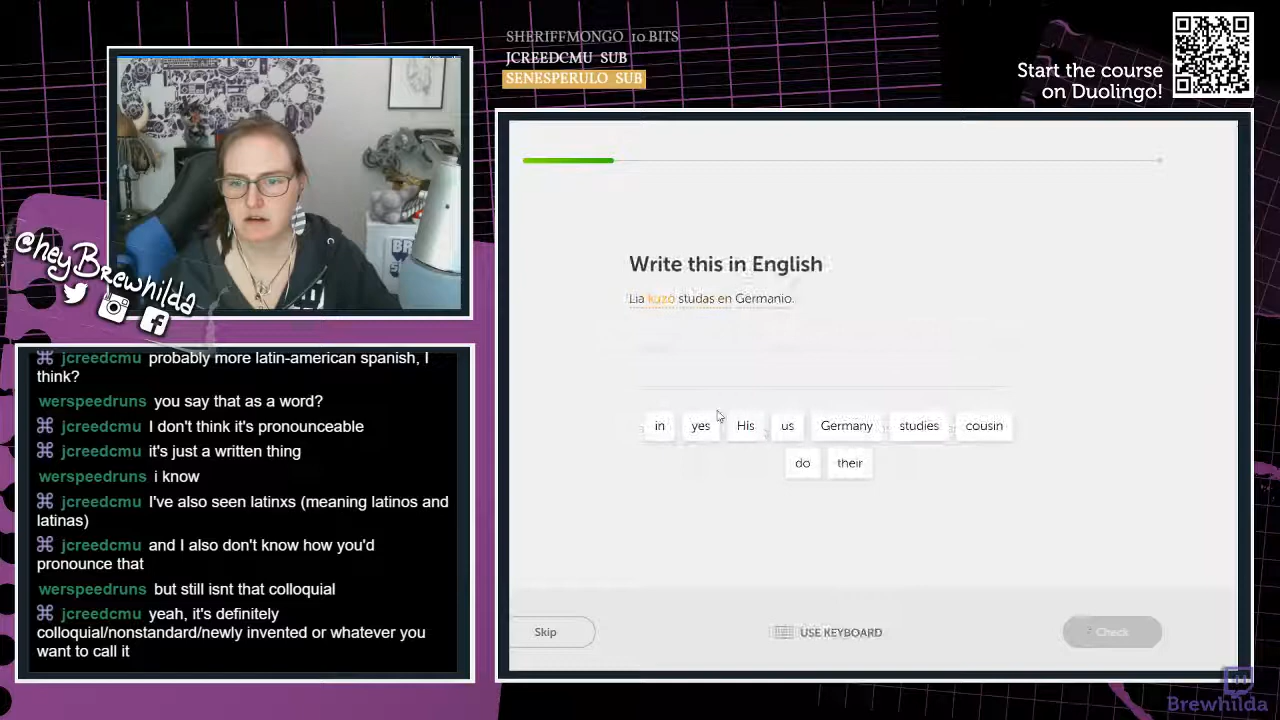 SHERIFFMONGO 10 BITS
JCREEDCMU SUB
SENESPERULO SUB
Start the course
on Duolingo!
@heyBrewhilda
Write this in English
Lia kuzo studas en Germanio.
in yes His us Germany studies cousin
do their
Skip
USE KEYBOARD
Check
jcreedcmu probably more latin-american spanish, I
think?
werspeedruns you say that as a word?
jcreedcmu I don't think it's pronounceable
jcreedcmu it's just a written thing
werspeedruns i know
jcreedcmu I've also seen latinxs (meaning latinos and
latinas)
jcreedcmu and I also don't know how you'd
pronounce that
werspeedruns but still isnt that colloquial
jcreedcmu yeah, it's definitely
colloquial/nonstandard/newly invented or whatever you
want to call it
Brewhilda